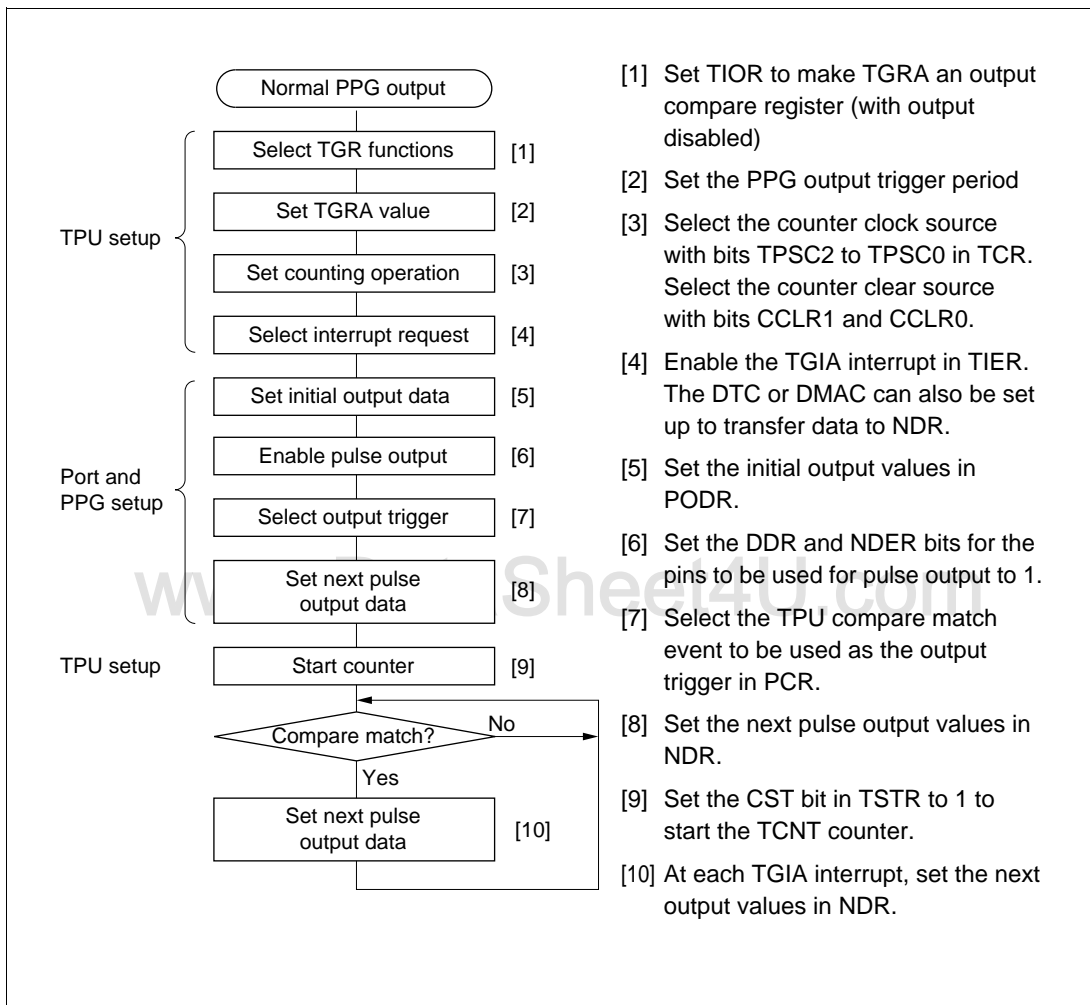 Normal PPG output
TPU setup
Select TGR functions [1]
Set TGRA value [2]
Set counting operation [3]
Select interrupt request [4]
Port and
PPG setup
Set initial output data [5]
Enable pulse output [6]
Select output trigger [7]
Set next pulse
output data [8]
TPU setup
Start counter [9]
Compare match? No
Yes
Set next pulse
output data [10]
[1] Set TIOR to make TGRA an output
compare register (with output
disabled)
[2] Set the PPG output trigger period
[3] Select the counter clock source
with bits TPSC2 to TPSC0 in TCR.
Select the counter clear source
with bits CCLR1 and CCLR0.
[4] Enable the TGIA interrupt in TIER.
The DTC or DMAC can also be set
up to transfer data to NDR.
[5] Set the initial output values in
PODR.
[6] Set the DDR and NDER bits for the
pins to be used for pulse output to 1.
[7] Select the TPU compare match
event to be used as the output
trigger in PCR.
[8] Set the next pulse output values in
NDR.
[9] Set the CST bit in TSTR to 1 to
start the TCNT counter.
[10] At each TGIA interrupt, set the next
output values in NDR.